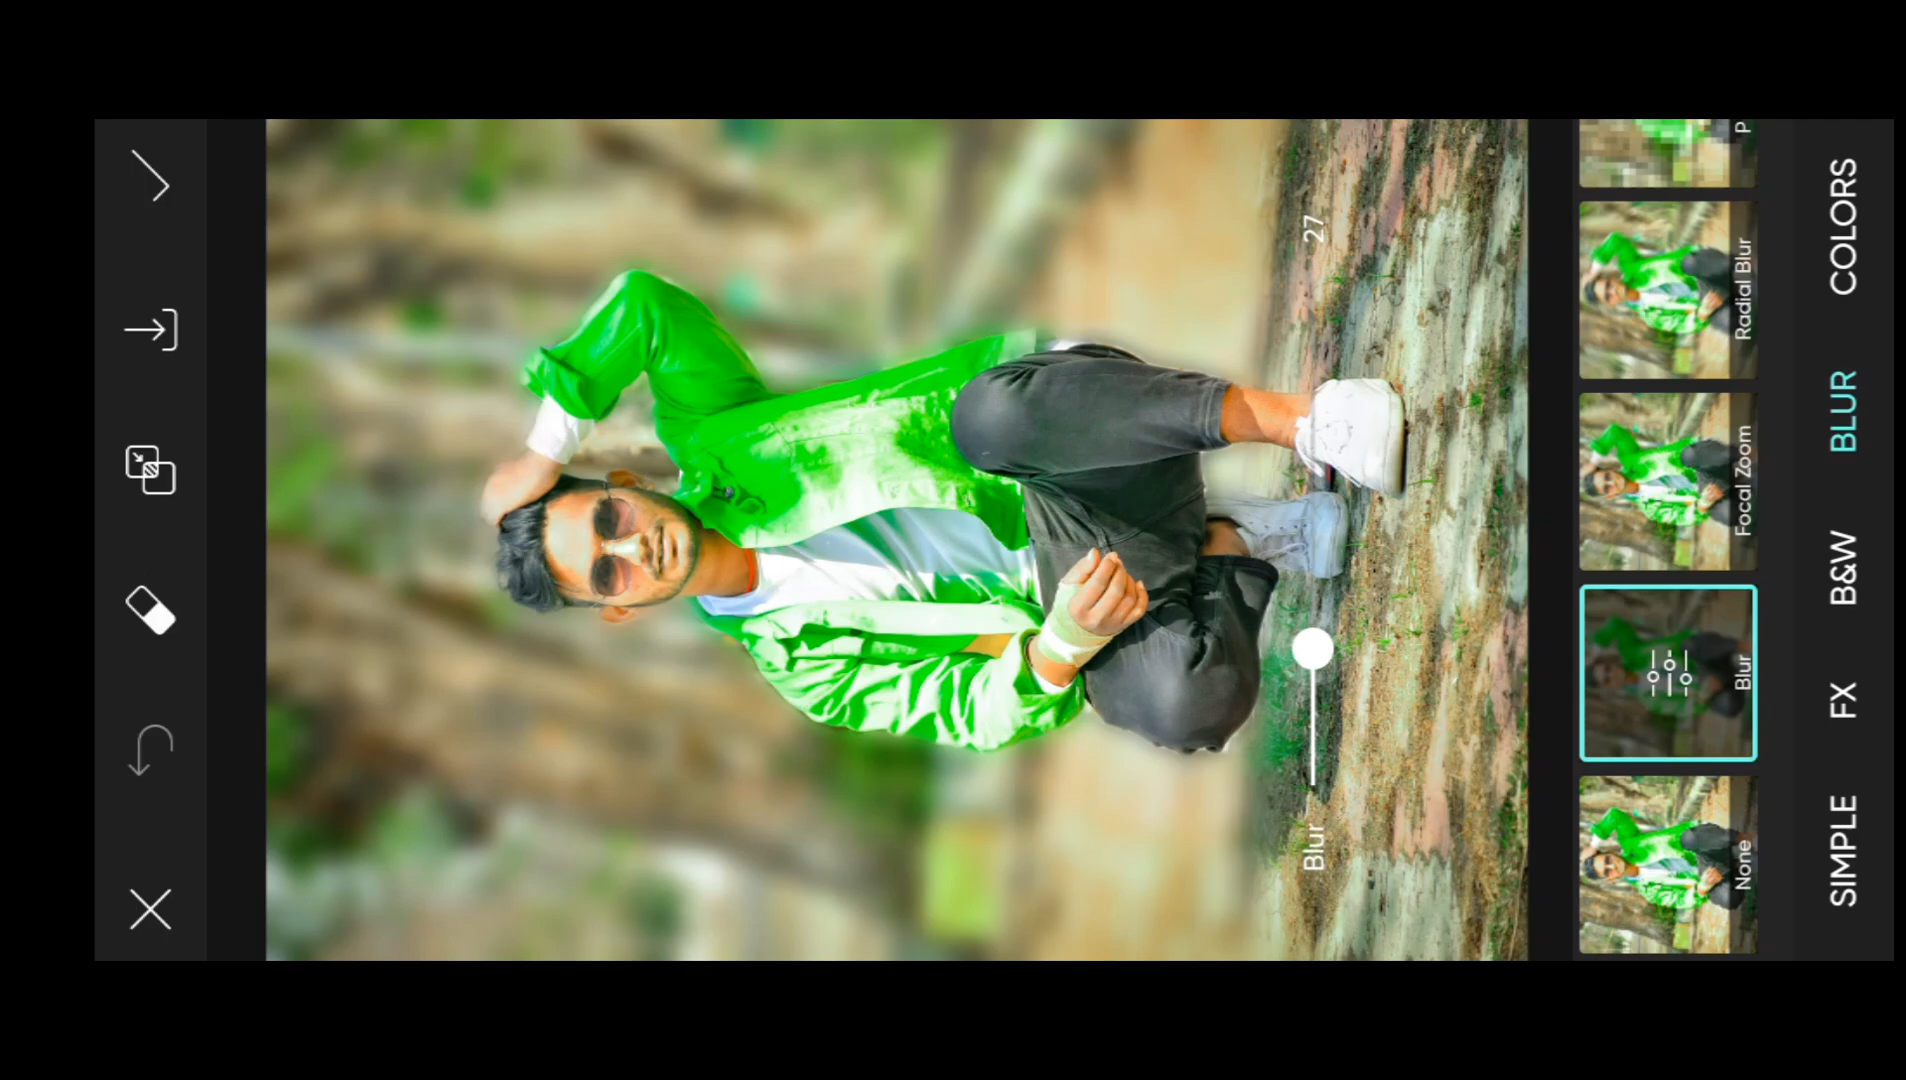 Blur 27
None
Blur
Focal Zoom
Radial Blur
P
SIMPLE
FX
B&W
BLUR
COLORS